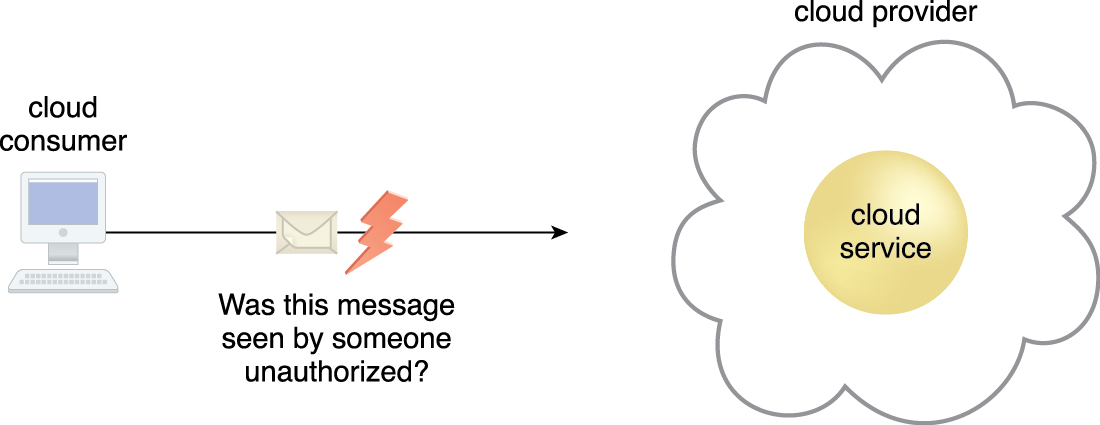 cloud provider
cloud
consumer
cloud
service
Was this message
seen by someone
unauthorized?